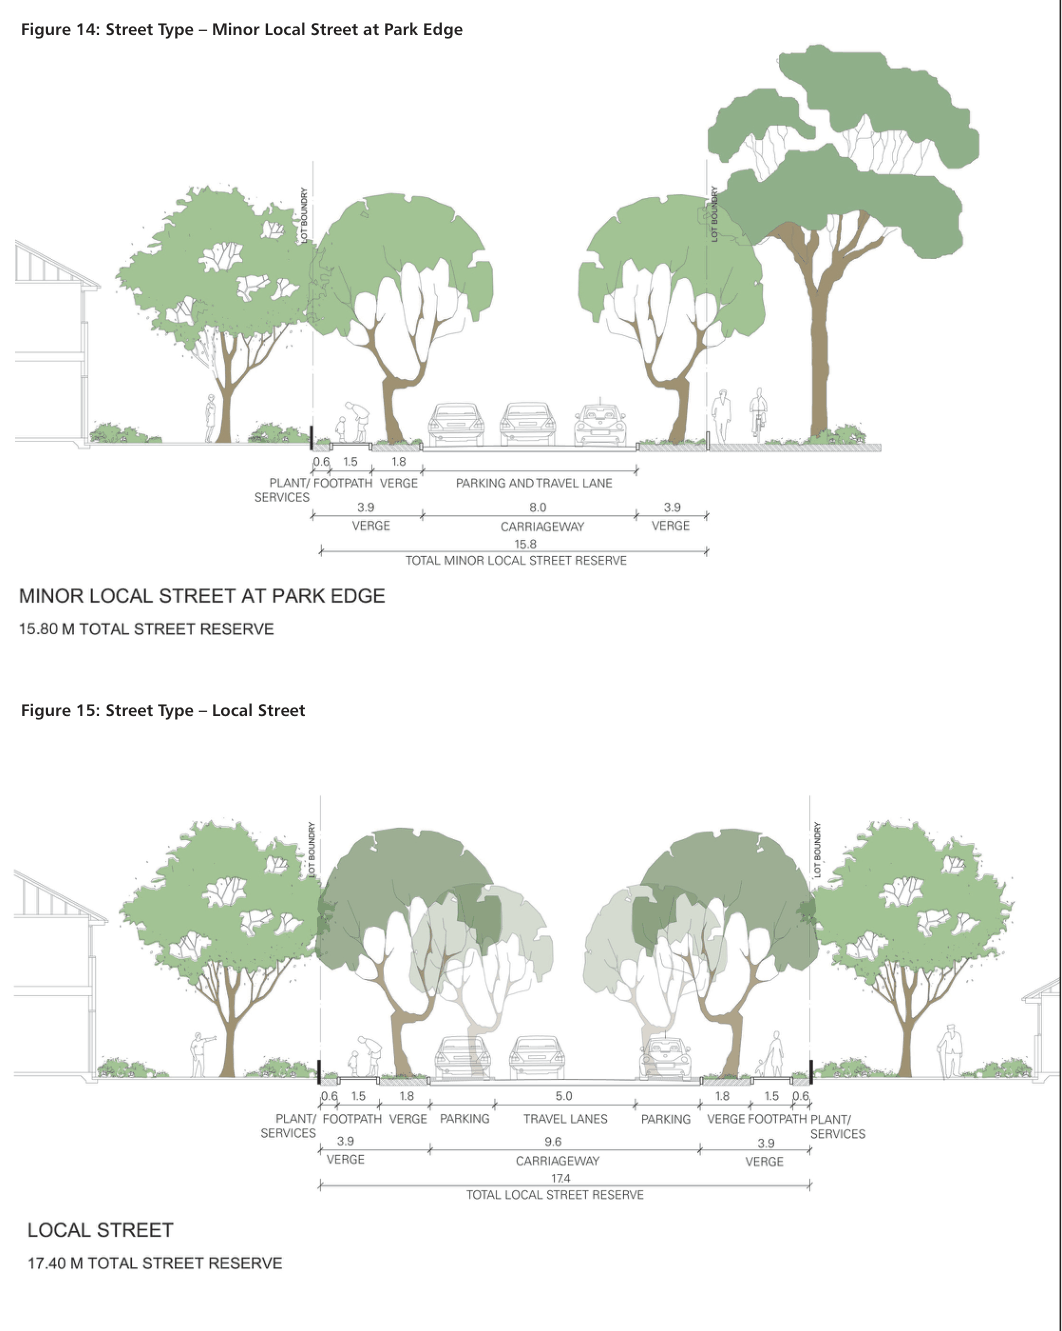 Figure 14: Street Type – Minor Local Street at Park Edge
LOT BOUNDRY
LOT BOUNDRY
0.6 1.5 1.8
PLANT/ FOOTPATH VERGE PARKING AND TRAVEL LANE
SERVICES
3.9 8.0 3.9
VERGE CARRIAGEWAY VERGE
15.8
TOTAL MINOR LOCAL STREET RESERVE
MINOR LOCAL STREET AT PARK EDGE
15.80 M TOTAL STREET RESERVE
Figure 15: Street Type – Local Street
LOT BOUNDRY
LOT BOUNDRY
0.6 1.5 1.8 5.0 1.8 1.5 0.6
PLANT/ FOOTPATH VERGE PARKING TRAVEL LANES PARKING VERGE FOOTPATH PLANT/
SERVICES SERVICES
3.9 9.6 3.9
VERGE CARRIAGEWAY VERGE
17.4
TOTAL LOCAL STREET RESERVE
LOCAL STREET
17.40 M TOTAL STREET RESERVE